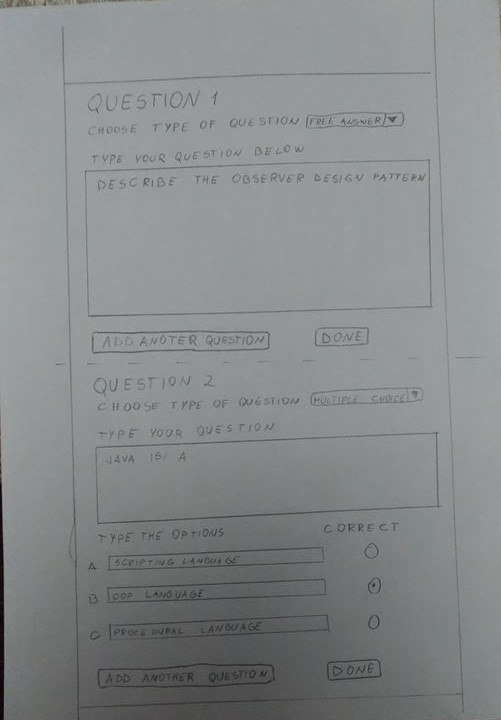 QUESTION 1
CHOOSE TYPE OF QUESTION FREE ANSWER
TYPE YOUR QUESTION BELOW
DESCRIBE THE OBSERVER DESIGN PATTERN
ADD ANOTER QUESTION DONE
QUESTION 2
CHOOSE TYPE OF QUESTION MULTIPLE CHOICE
TYPE YOUR QUESTION
JAVA IS: A
TYPE THE OPTIONS CORRECT
A SCRIPTING LANGUAGE
B OOP LANGUAGE
C PROCEDURAL LANGUAGE
ADD ANOTHER QUESTION DONE